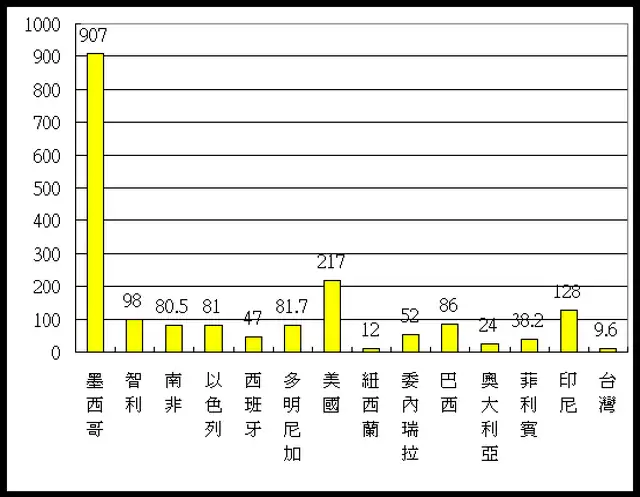 1000
900
800
700
600
500
400
300
200
100
0
907
98
80.5
81
47
81.7
217
12
52
86
24
38.2
128
9.6
墨西哥
智利
南非
以色列
西班牙
多明尼加
美國
紐西蘭
委內瑞拉
巴西
奧大利亞
菲利賓
印尼
台灣